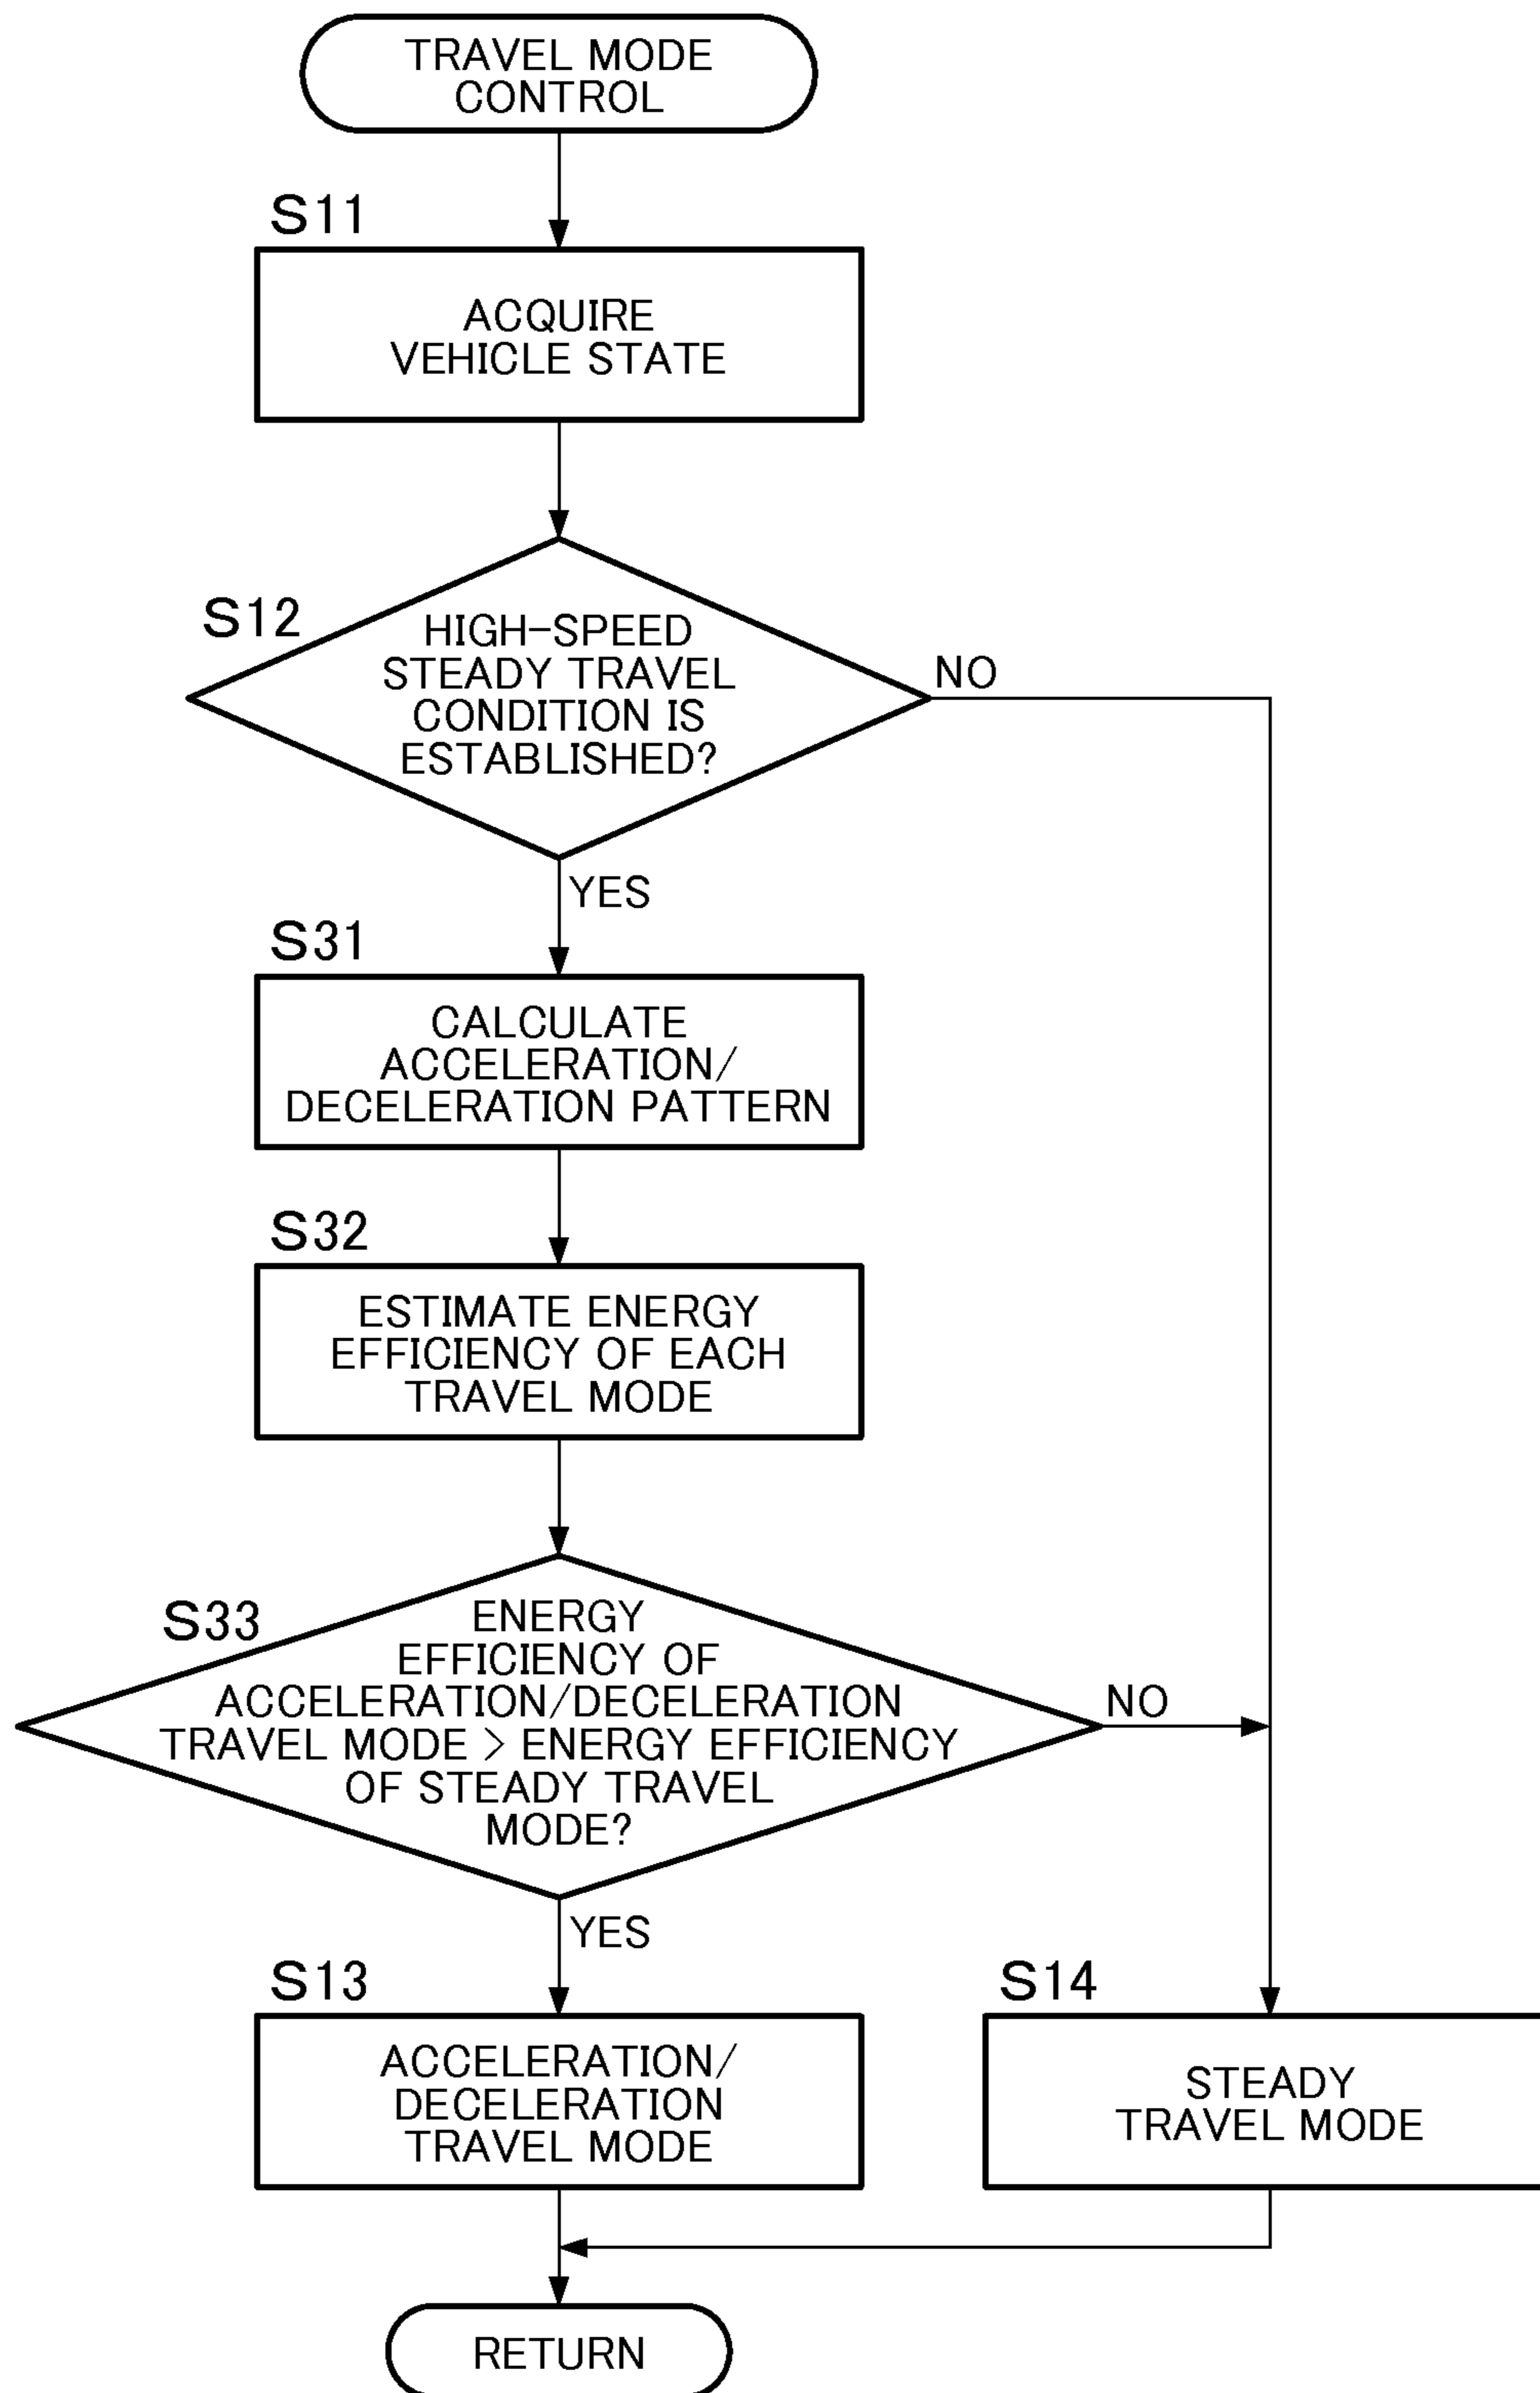 TRAVEL MODE
CONTROL
S11
ACQUIRE
VEHICLE STATE
S12
HIGH-SPEED
STEADY TRAVEL
CONDITION IS
ESTABLISHED?
NO
YES
S31
CALCULATE
ACCELERATION/
DECELERATION PATTERN
S32
ESTIMATE ENERGY
EFFICIENCY OF EACH
TRAVEL MODE
S33
ENERGY
EFFICIENCY OF
ACCELERATION/DECELERATION
TRAVEL MODE > ENERGY EFFICIENCY
OF STEADY TRAVEL
MODE?
NO
YES
S13
ACCELERATION/
DECELERATION
TRAVEL MODE
S14
STEADY
TRAVEL MODE
RETURN